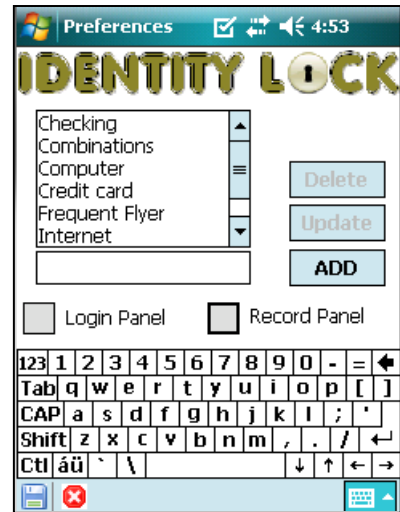 Preferences 4:53
IDENTITY LOCK
Checking
Combinations
Computer
Credit card
Frequent Flyer
Internet
Delete
Update
ADD
Login Panel Record Panel
123 1 2 3 4 5 6 7 8 9 0 - =
Tab q w e r t y u i o p [ ]
CAP a s d f g h j k l ; '
Shift z x c v b n m , . /
Ctl áü ` \